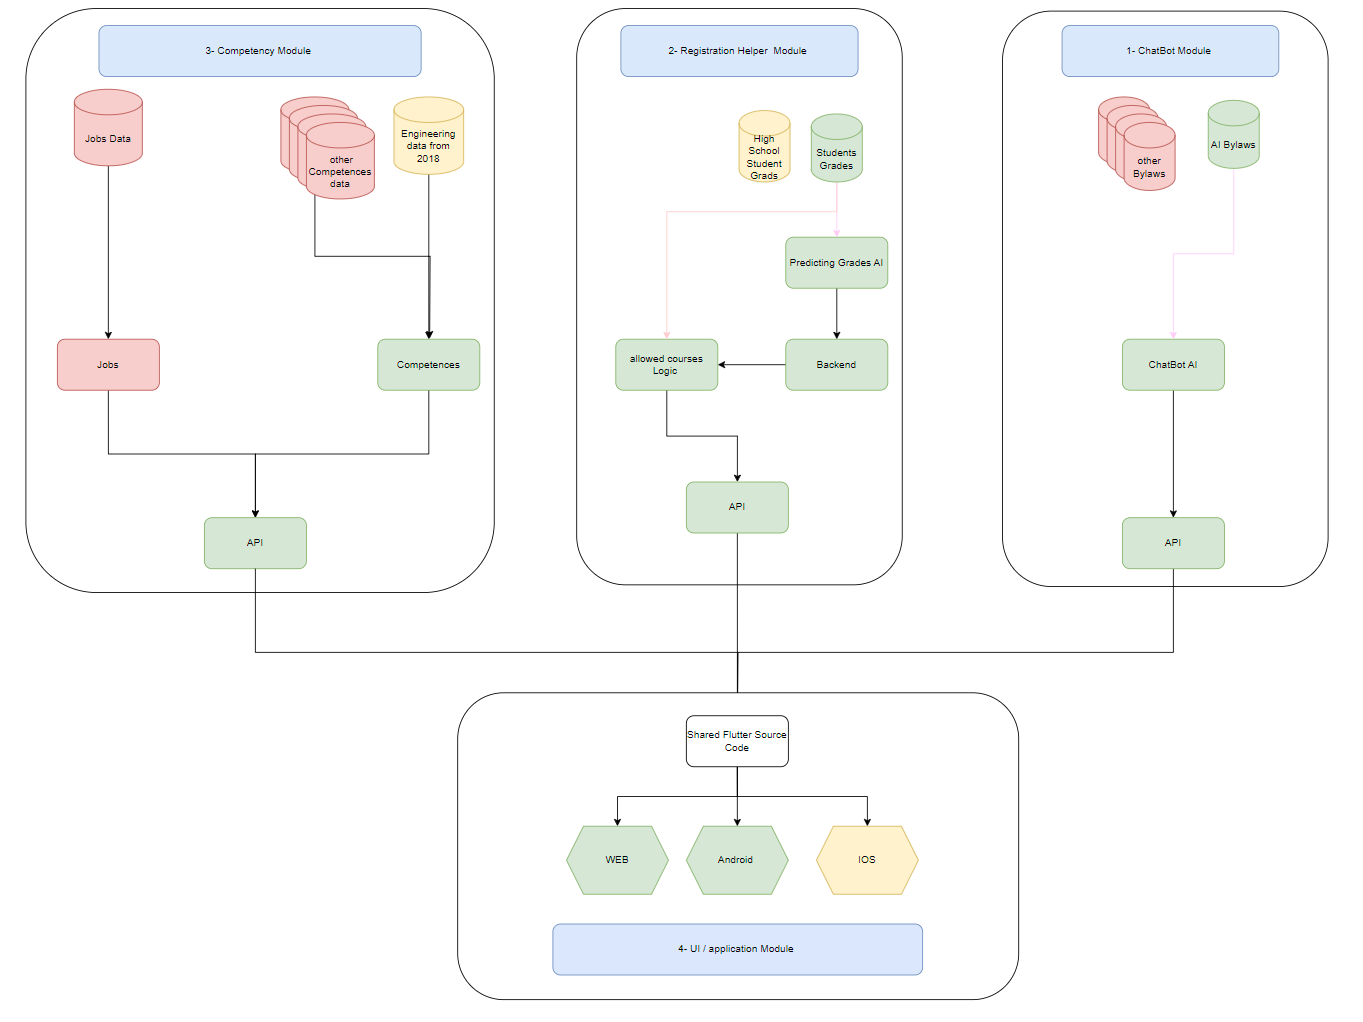 3- Competency Module
2- Registration Helper  Module
1- ChatBot Module
Jobs Data
other
Competences
data
Engineering
data from
2018
High
School
Student
Grads
Students
Grades
other
Bylaws
AI Bylaws
Predicting Grades AI
Jobs
Competences
allowed courses
Logic
Backend
ChatBot AI
API
API
API
Shared Flutter Source
Code
WEB
Android
IOS
4- UI / application Module